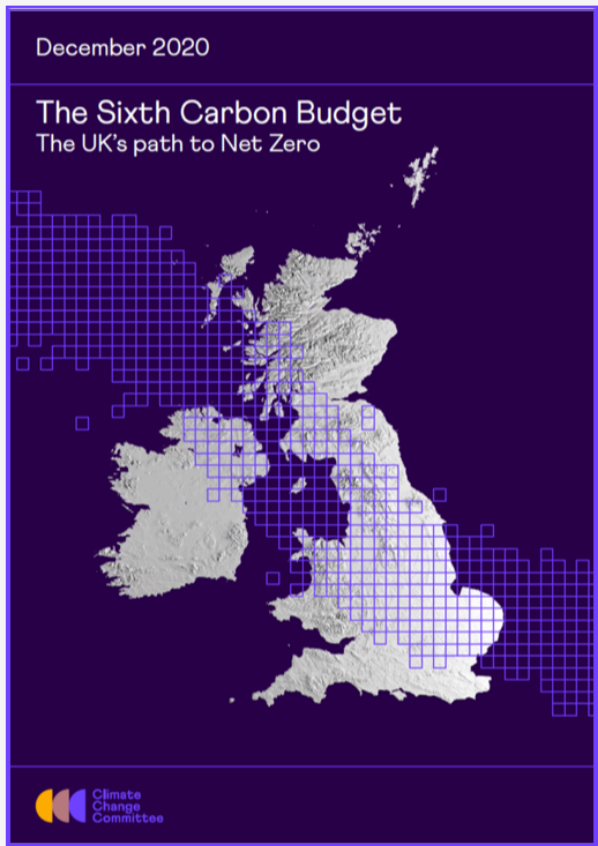 December 2020
The Sixth Carbon Budget
The UK's path to Net Zero
Climate
Change
Committee